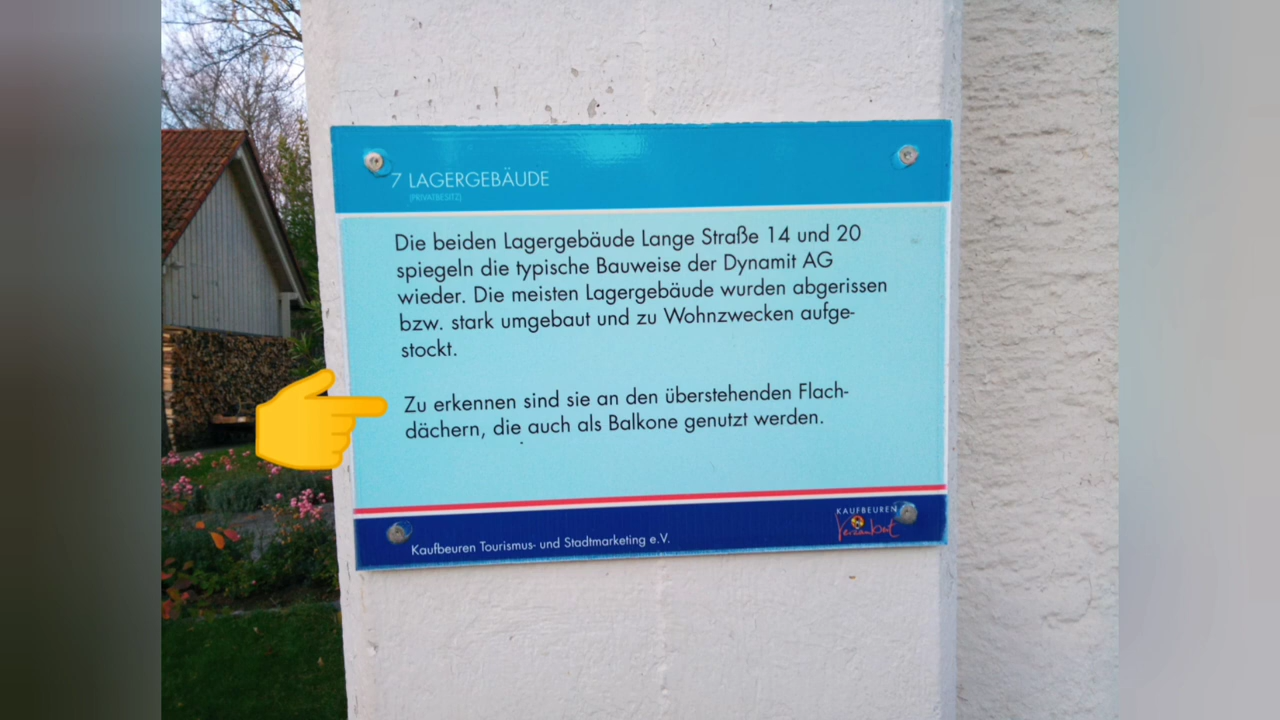 7 LAGERGEBÄUDE
(PRIVATBESITZ)
Die beiden Lagergebäude Lange Straße 14 und 20
spiegeln die typische Bauweise der Dynamit AG
wieder. Die meisten Lagergebäude wurden abgerissen
bzw. stark umgebaut und zu Wohnzwecken aufge-
stockt.
Zu erkennen sind sie an den überstehenden Flach-
dächern, die auch als Balkone genutzt werden.
Kaufbeuren Tourismus- und Stadtmarketing e.V.
KAUFBEUREN
Verzaubert